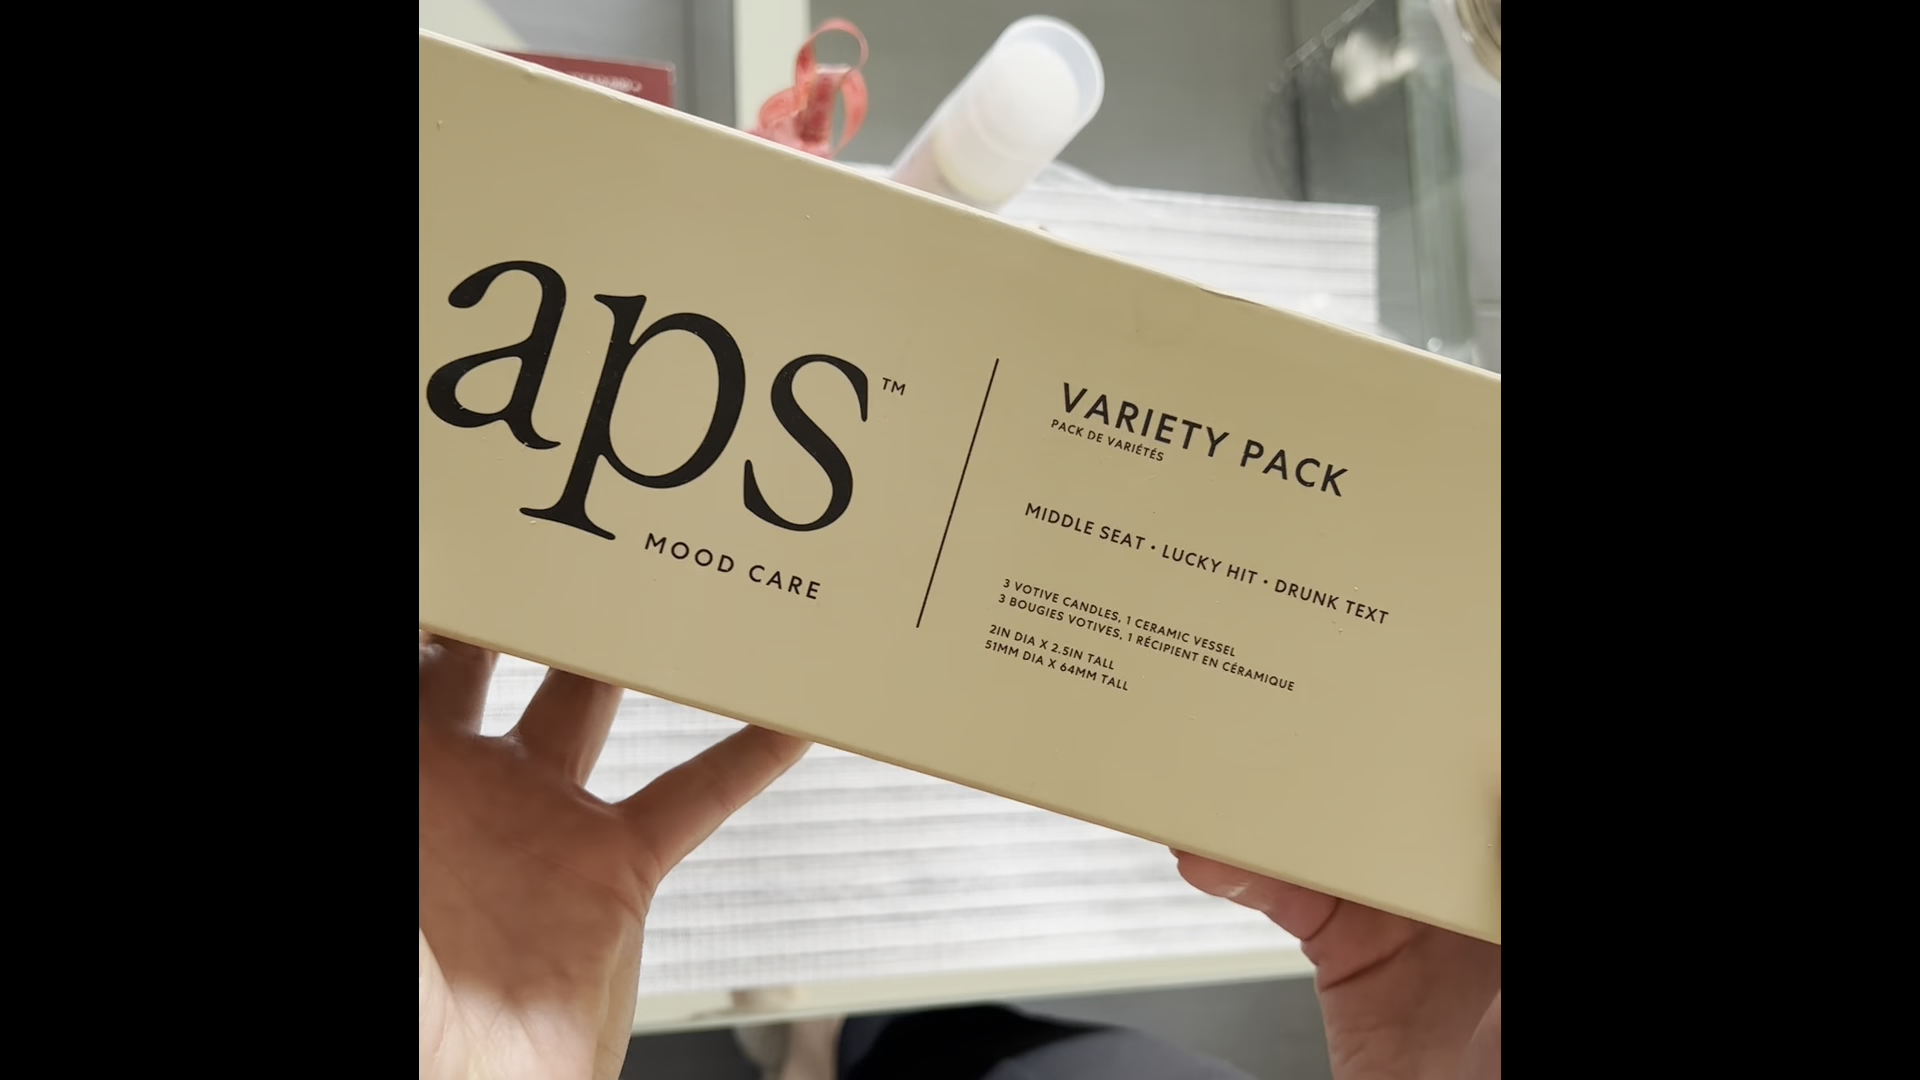 aps™
MOOD CARE
VARIETY PACK
PACK DE VARIÉTÉS
MIDDLE SEAT • LUCKY HIT • DRUNK TEXT
3 VOTIVE CANDLES, 1 CERAMIC VESSEL
3 BOUGIES VOTIVES, 1 RÉCIPIENT EN CÉRAMIQUE
2IN DIA X 2.5IN TALL
51MM DIA X 64MM TALL